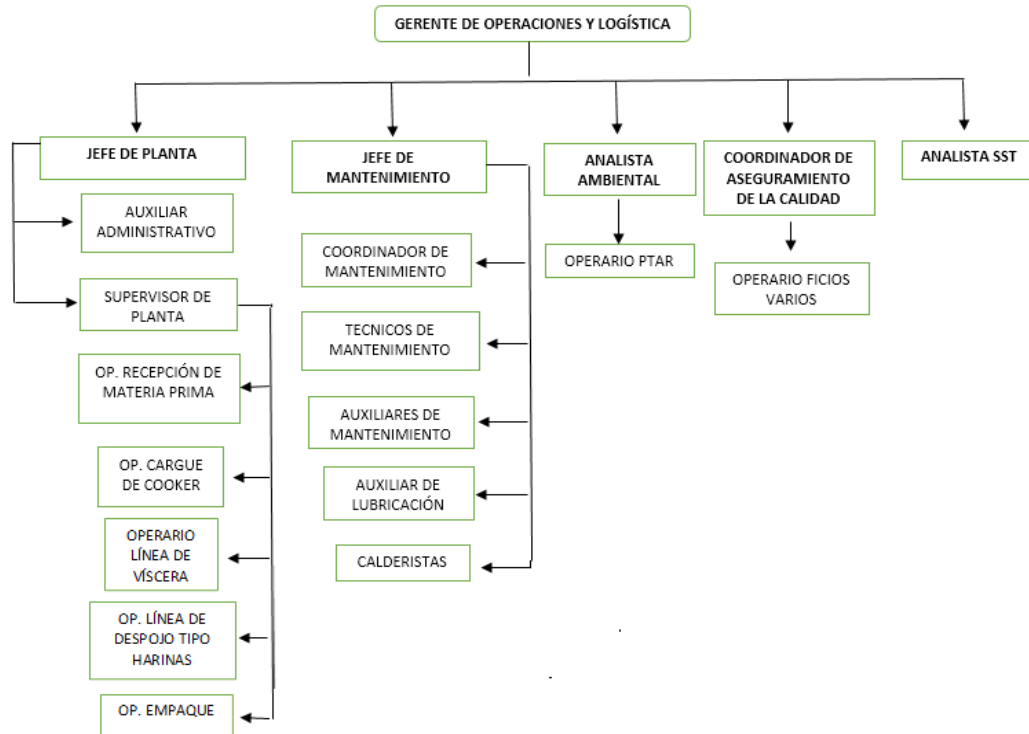 GERENTE DE OPERACIONES Y LOGÍSTICA
JEFE DE PLANTA
AUXILIAR
ADMINISTRATIVO
SUPERVISOR DE
PLANTA
OP. RECEPCIÓN DE
MATERIA PRIMA
OP. CARGUE
DE COOKER
OPERARIO
LÍNEA DE
VÍSCERA
OP. LÍNEA DE
DESPOJO TIPO
HARINAS
OP. EMPAQUE
JEFE DE
MANTENIMIENTO
COORDINADOR DE
MANTENIMIENTO
TECNICOS DE
MANTENIMIENTO
AUXILIARES DE
MANTENIMIENTO
AUXILIAR DE
LUBRICACIÓN
CALDERISTAS
ANALISTA
AMBIENTAL
OPERARIO PTAR
COORDINADOR DE
ASEGURAMIENTO
DE LA CALIDAD
OPERARIO FICIOS
VARIOS
ANALISTA SST